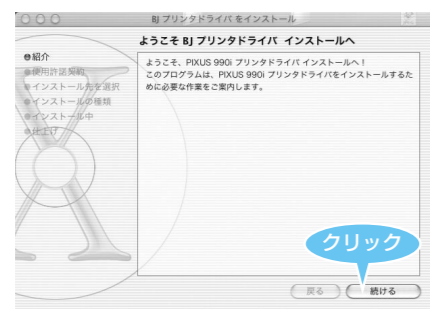 BJ プリンタドライバ をインストール
ようこそ BJ プリンタドライバ インストールへ
紹介
使用許諾契約
インストール先を選択
インストールの種類
インストール中
仕上げ
ようこそ、PIXUS 990i プリンタドライバ インストールへ！
このプログラムは、PIXUS 990i プリンタドライバをインストールするた
めに必要な作業をご案内します。
クリック
戻る
続ける